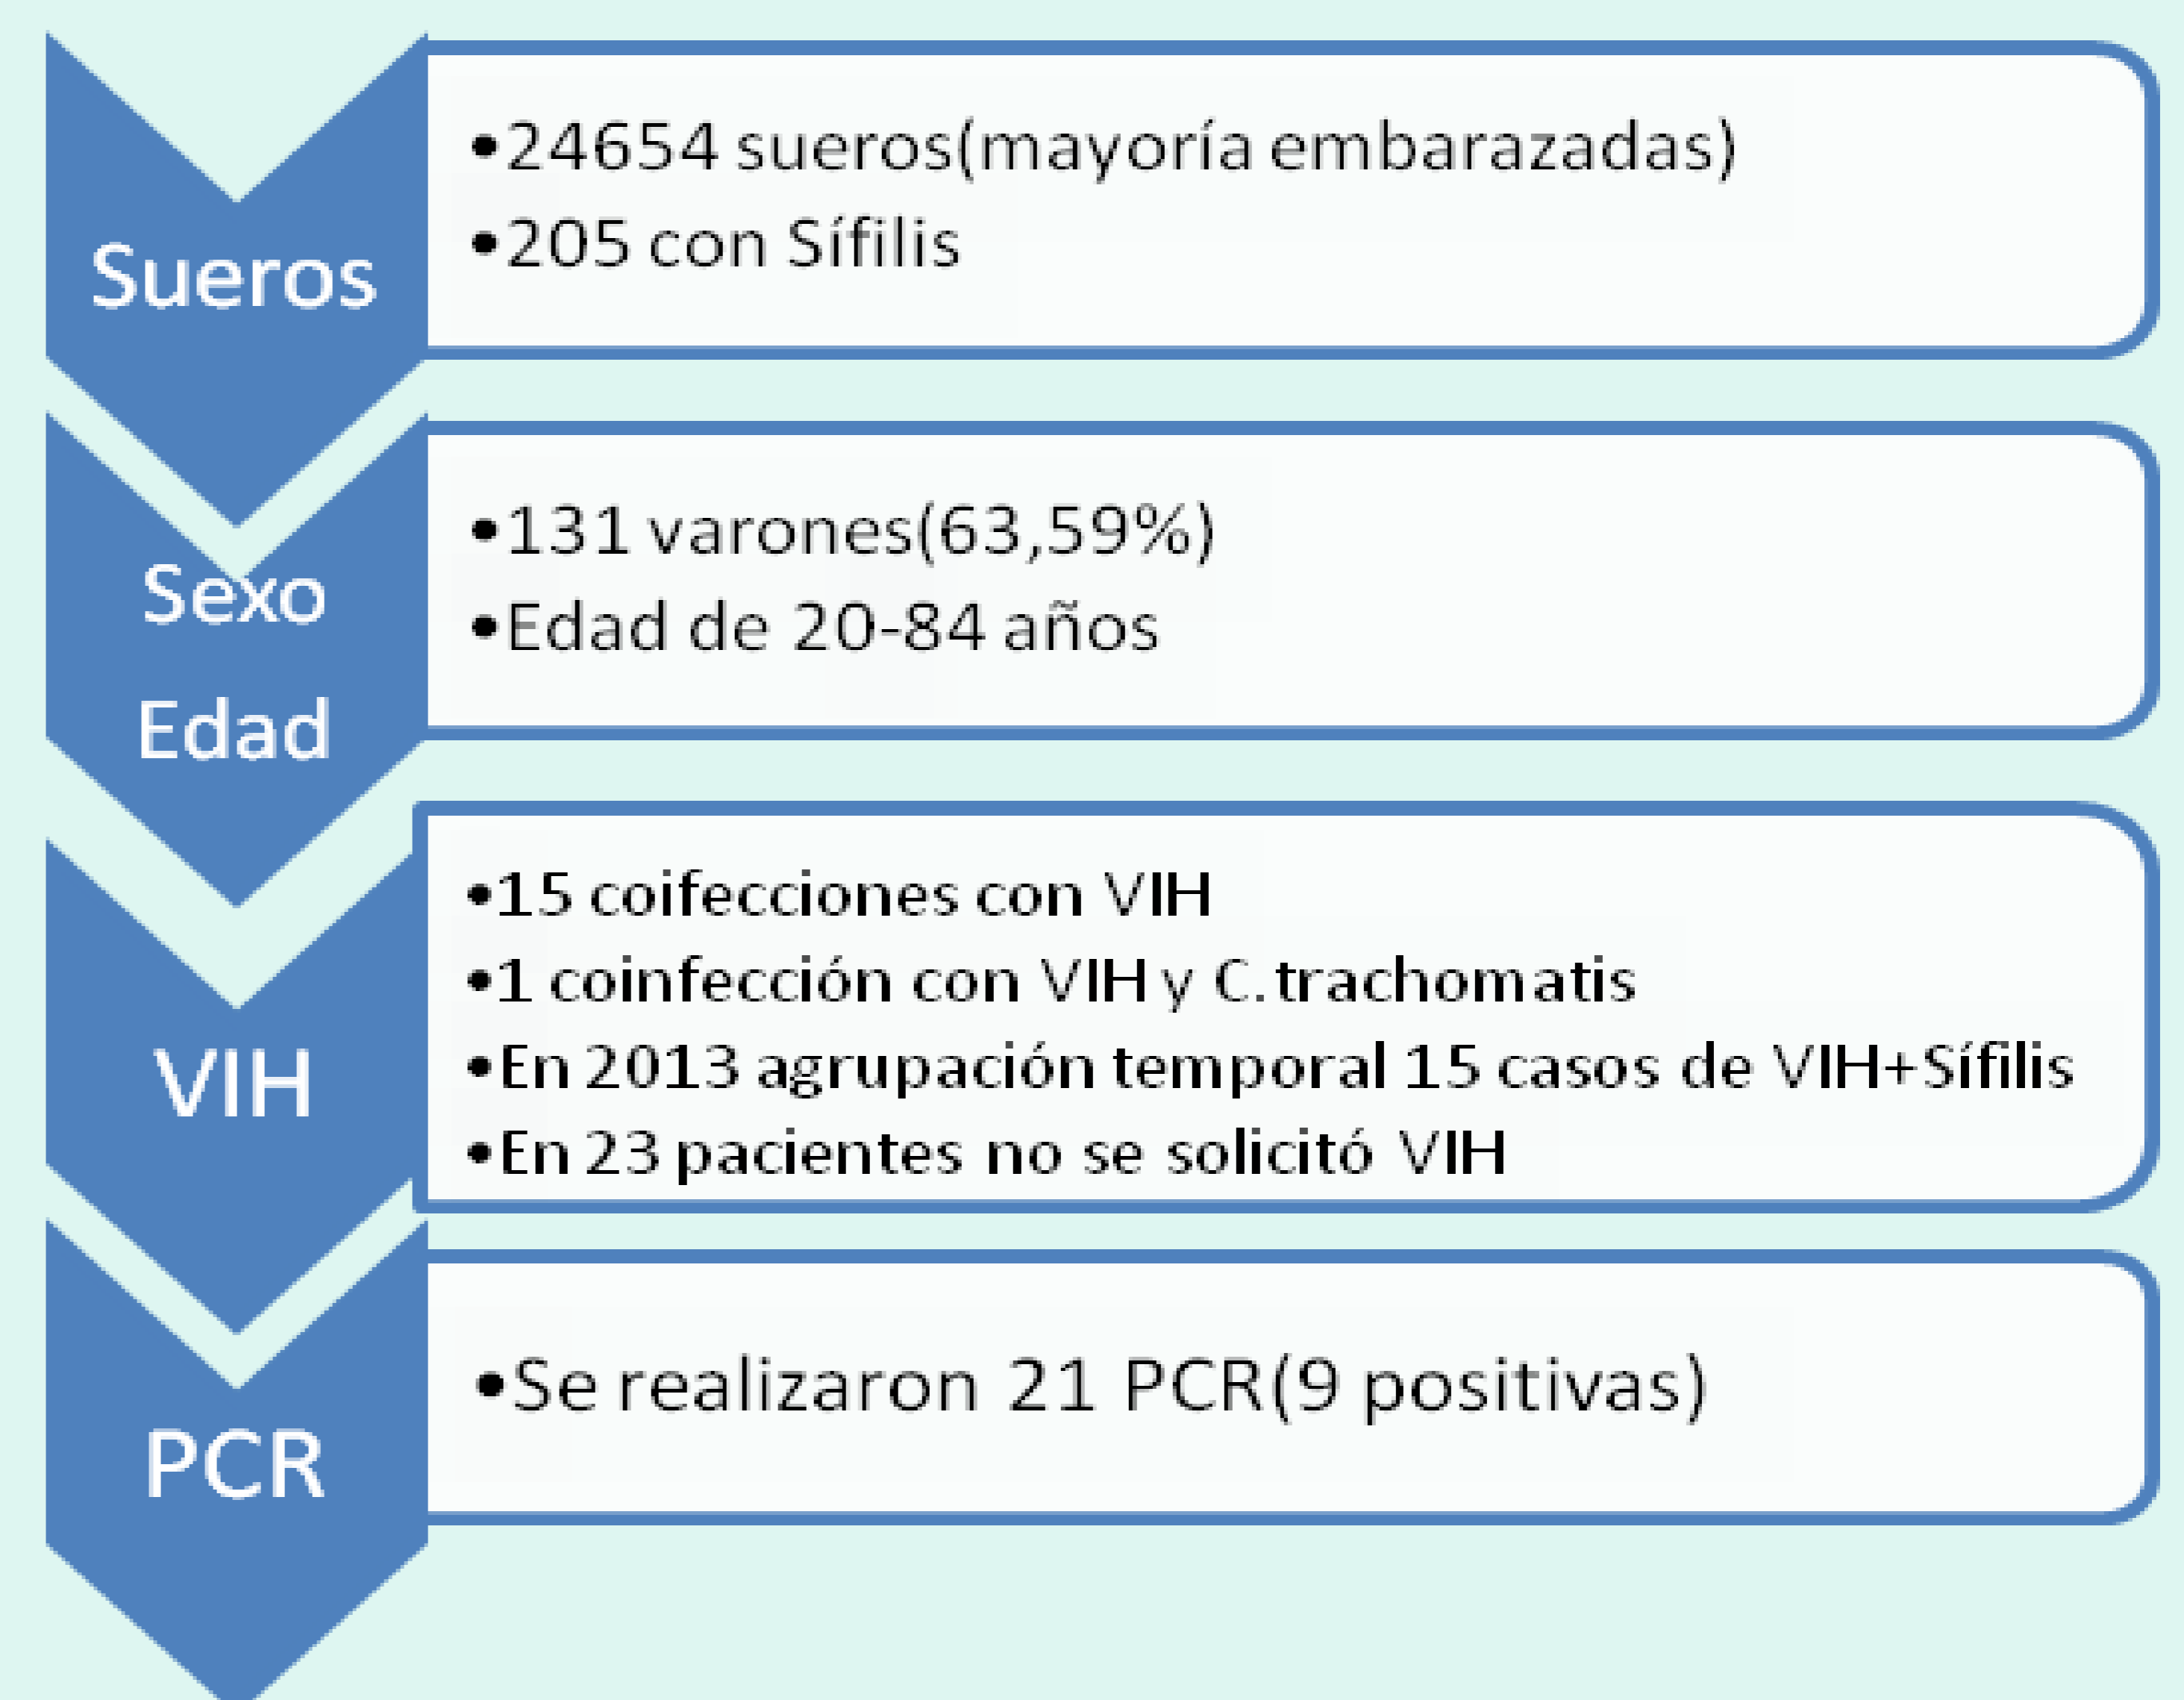 Sueros
•24654 sueros(mayoría embarazadas)
•205 con Sífilis
Sexo
Edad
•131 varones(63,59%)
•Edad de 20-84 años
VIH
•15 coifecciones con VIH
•1 coinfección con VIH y C.trachomatis
•En 2013 agrupación temporal 15 casos de VIH+Sífilis
•En 23 pacientes no se solicitó VIH
PCR
•Se realizaron 21 PCR(9 positivas)